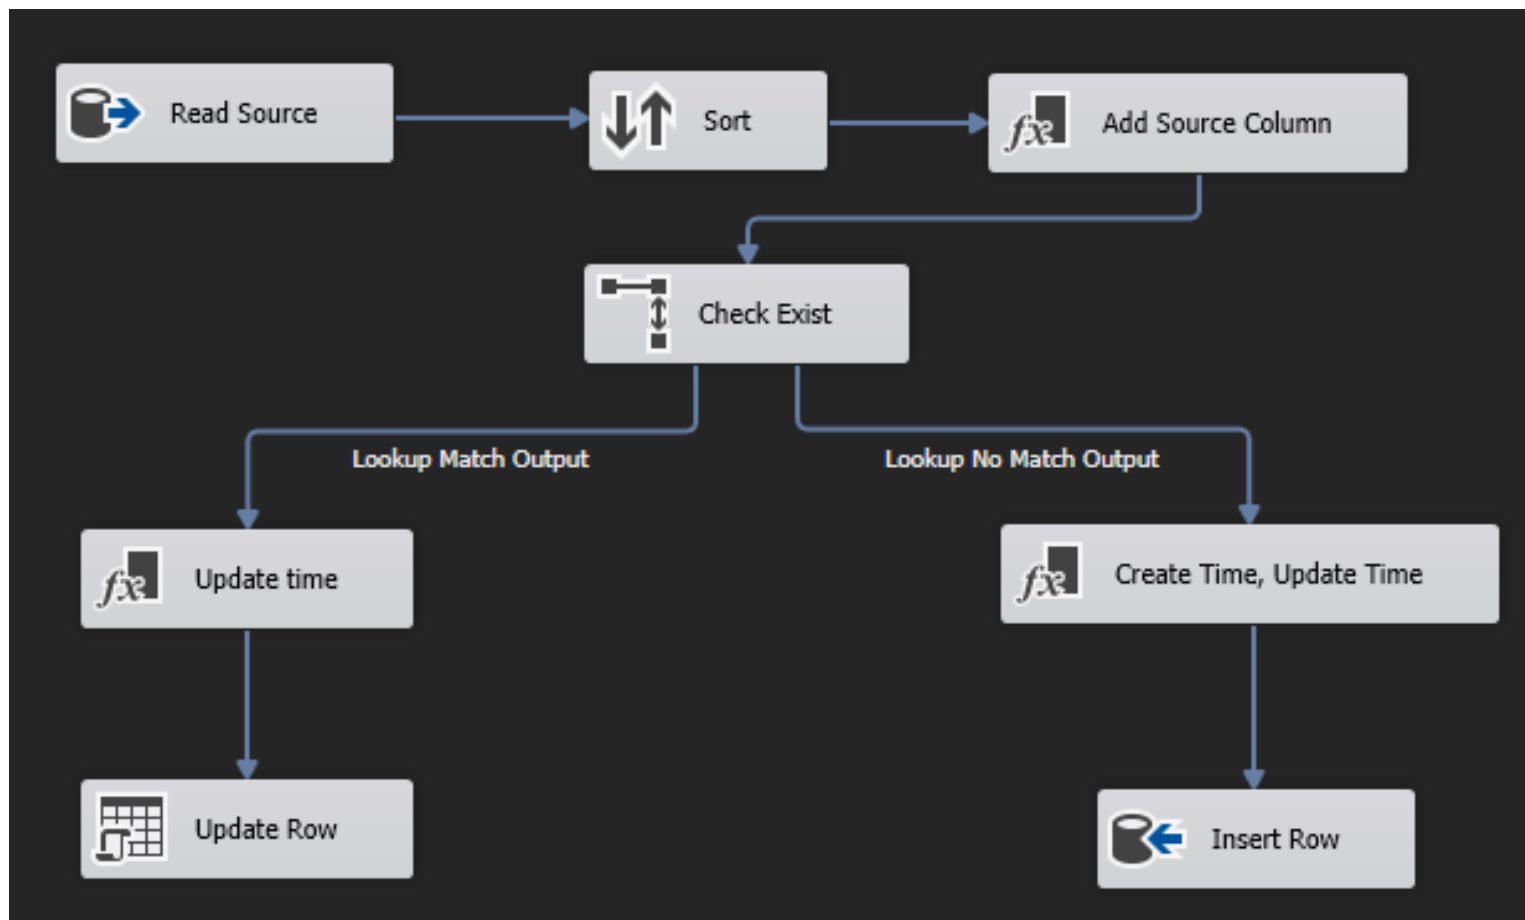 Read Source
Sort
Add Source Column
Check Exist
Lookup Match Output
Lookup No Match Output
Update time
Create Time, Update Time
Update Row
Insert Row